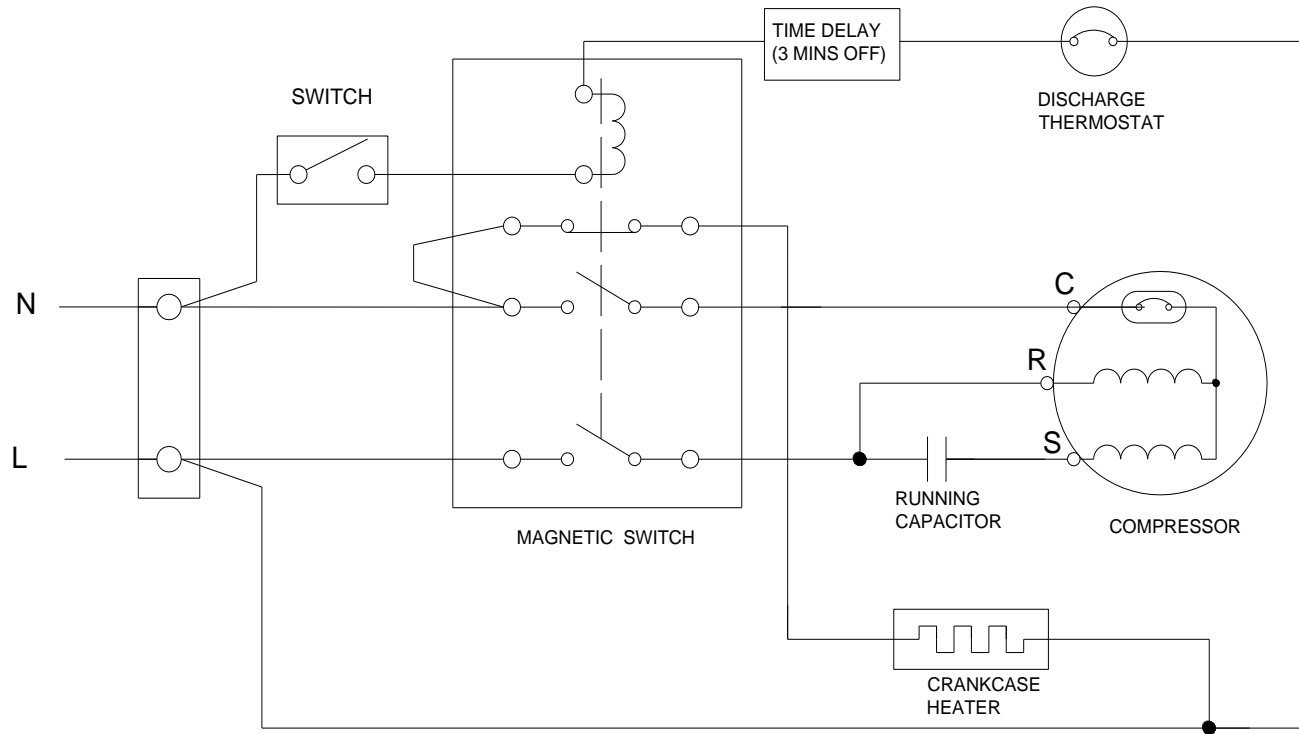 TIME DELAY
(3 MINS OFF)
SWITCH
DISCHARGE
THERMOSTAT
N
C
R
L
S
RUNNING
CAPACITOR
MAGNETIC SWITCH
COMPRESSOR
CRANKCASE
HEATER